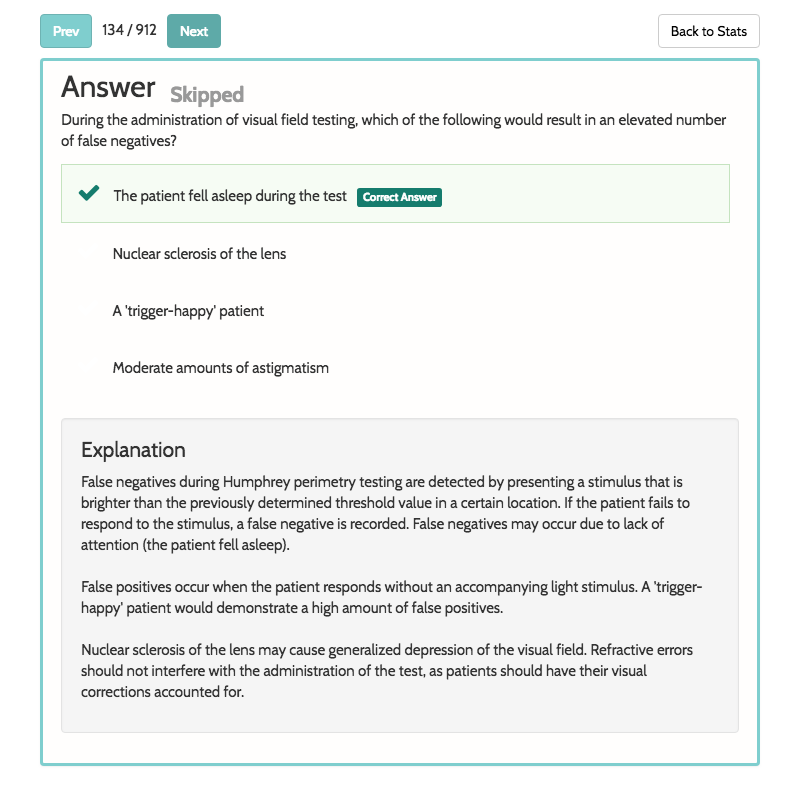 Prev 134 / 912 Next Back to Stats
Answer Skipped
During the administration of visual field testing, which of the following would result in an elevated number
of false negatives?
The patient fell asleep during the test Correct Answer
Nuclear sclerosis of the lens
A 'trigger-happy' patient
Moderate amounts of astigmatism
Explanation
False negatives during Humphrey perimetry testing are detected by presenting a stimulus that is
brighter than the previously determined threshold value in a certain location. If the patient fails to
respond to the stimulus, a false negative is recorded. False negatives may occur due to lack of
attention (the patient fell asleep).
False positives occur when the patient responds without an accompanying light stimulus. A 'trigger-
happy' patient would demonstrate a high amount of false positives.
Nuclear sclerosis of the lens may cause generalized depression of the visual field. Refractive errors
should not interfere with the administration of the test, as patients should have their visual
corrections accounted for.